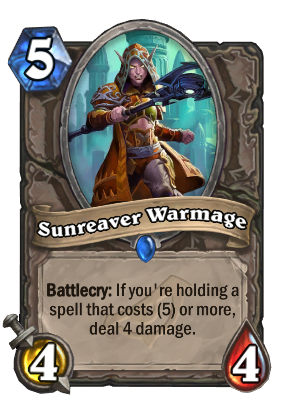 5
Sunreaver Warmage
Battlecry: If you're holding a
spell that costs (5) or more,
deal 4 damage.
4
4